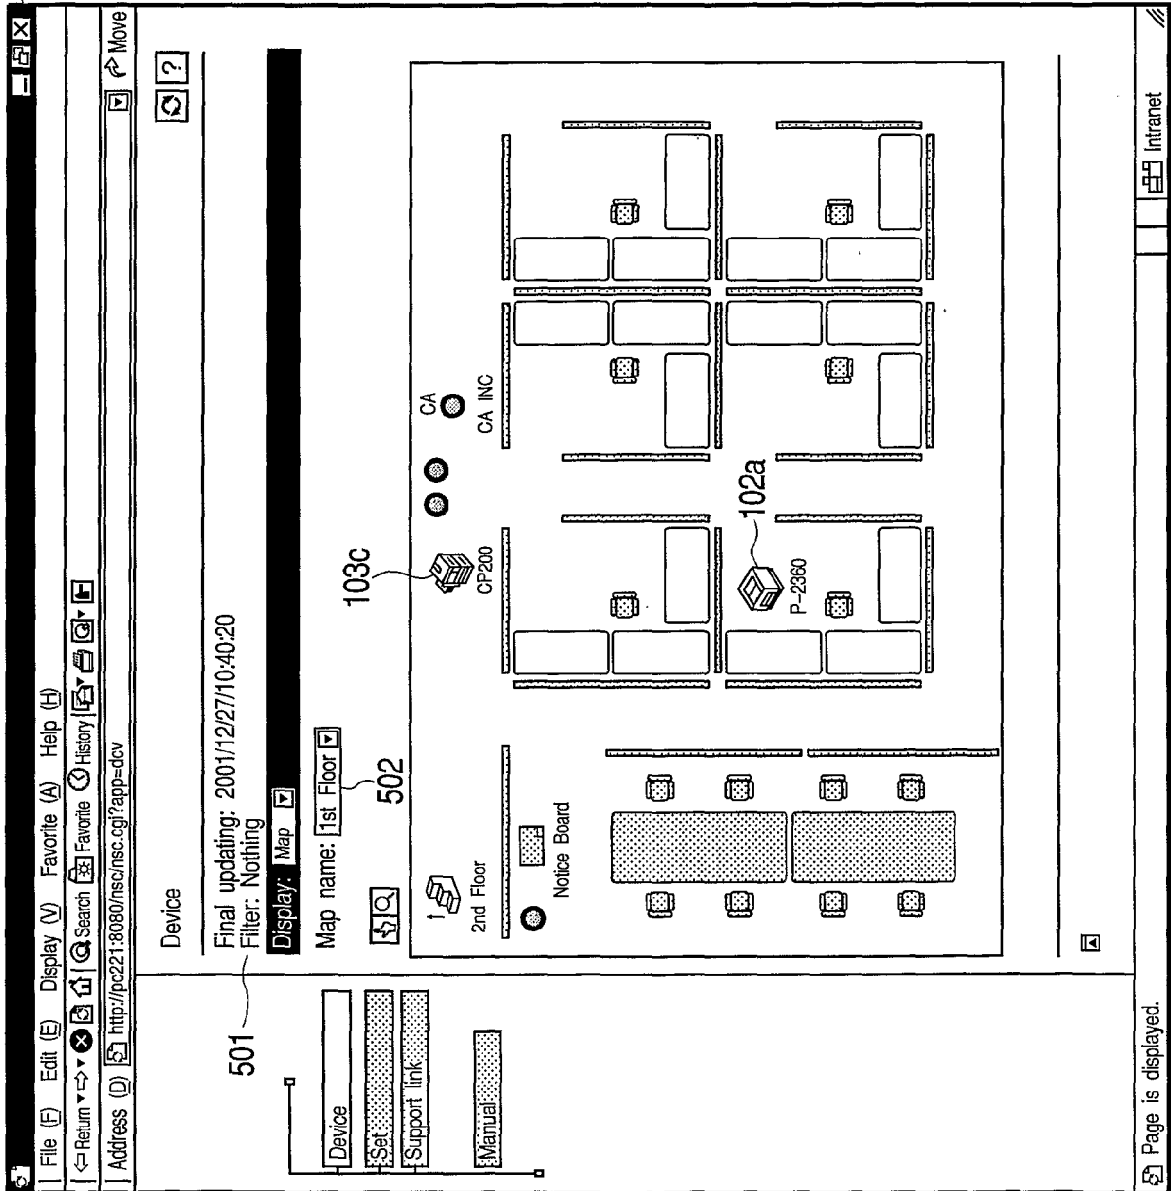 File (F) Edit (E) Display (V) Favorite (A) Help (H)
Return Search Favorite History
Address (D) http://pc221:8080/nsc/nsc.cgi?app=dcv Move
Device
Set
Support link
Manual
Device
?
501
Final updating: 2001/12/27/10:40:20
Filter: Nothing
Display: Map
Map name: 1st Floor
502
103c
CA
2nd Floor
CP200
CA INC
Notice Board
102a
P-2360
Page is displayed.
Intranet